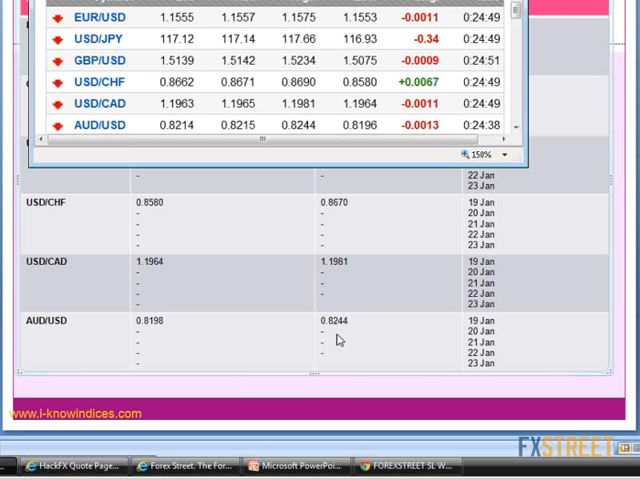 EUR/USD 1.1555 1.1557 1.1575 1.1553 -0.0011 0:24:49
USD/JPY 117.12 117.14 117.66 116.93 -0.34 0:24:49
GBP/USD 1.5139 1.5142 1.5234 1.5075 -0.0009 0:24:51
USD/CHF 0.8662 0.8671 0.8690 0.8580 +0.0067 0:24:49
USD/CAD 1.1963 1.1965 1.1981 1.1964 -0.0011 0:24:49
AUD/USD 0.8214 0.8215 0.8244 0.8196 -0.0013 0:24:38
150%
- - 22 Jan
23 Jan
USD/CHF 0.8580 0.8670 19 Jan
- - 20 Jan
- - 21 Jan
- - 22 Jan
- - 23 Jan
USD/CAD 1.1964 1.1981 19 Jan
- - 20 Jan
- - 21 Jan
- - 22 Jan
- - 23 Jan
AUD/USD 0.8198 0.8244 19 Jan
- - 20 Jan
- - 21 Jan
- - 22 Jan
- - 23 Jan
www.i-knowindices.com
FXSTREET
HackFX Quote Page...
Forex Street. The For...
Microsoft PowerPo...
FOREXSTREET SL W...